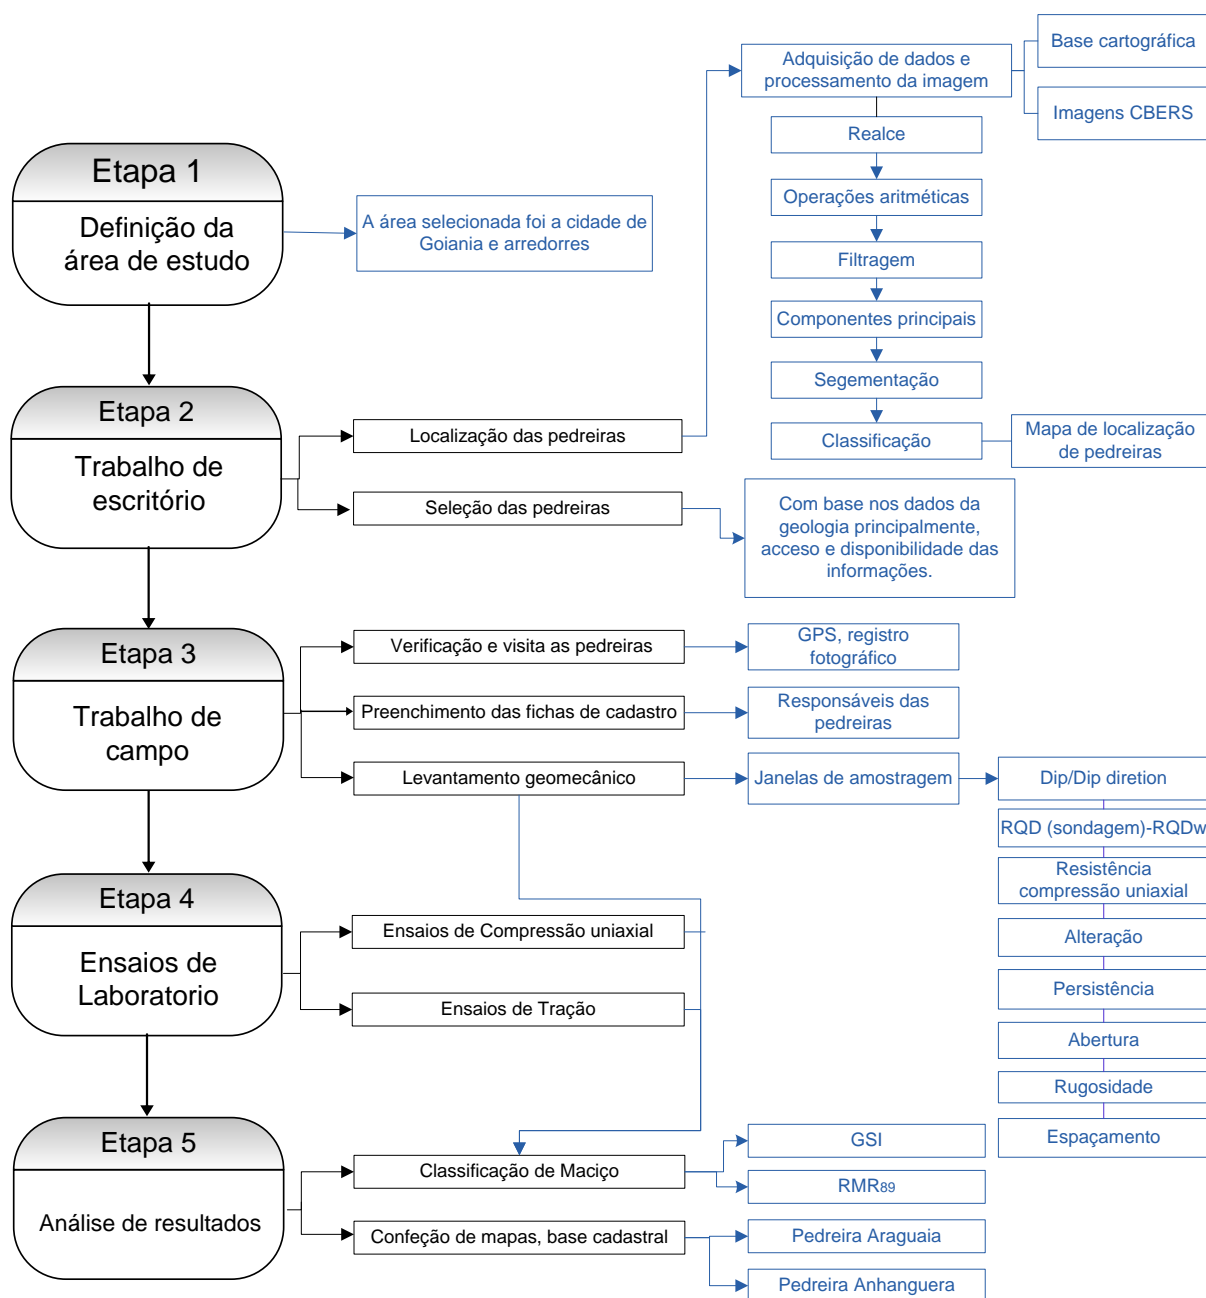 Etapa 1
Definição da
área de estudo
A área selecionada foi a cidade de
Goiania e arredorres
Adquisição de dados e
processamento da imagem
Base cartográfica
Imagens CBERS
Realce
Operações aritméticas
Filtragem
Componentes principais
Segementação
Classificação
Mapa de localização
de pedreiras
Etapa 2
Trabalho de
escritório
Localização das pedreiras
Seleção das pedreiras
Com base nos dados da
geologia principalmente,
acceso e disponibilidade das
informações.
Etapa 3
Trabalho de
campo
Verificação e visita as pedreiras
GPS, registro
fotográfico
Preenchimento das fichas de cadastro
Responsáveis das
pedreiras
Levantamento geomecânico
Janelas de amostragem
Dip/Dip diretion
RQD (sondagem)-RQDw
Resistência
compressão uniaxial
Alteração
Persistência
Abertura
Rugosidade
Espaçamento
Etapa 4
Ensaios de
Laboratorio
Ensaios de Compressão uniaxial
Ensaios de Tração
Etapa 5
Análise de resultados
Classificação de Maciço
GSI
RMR89
Confeção de mapas, base cadastral
Pedreira Araguaia
Pedreira Anhanguera